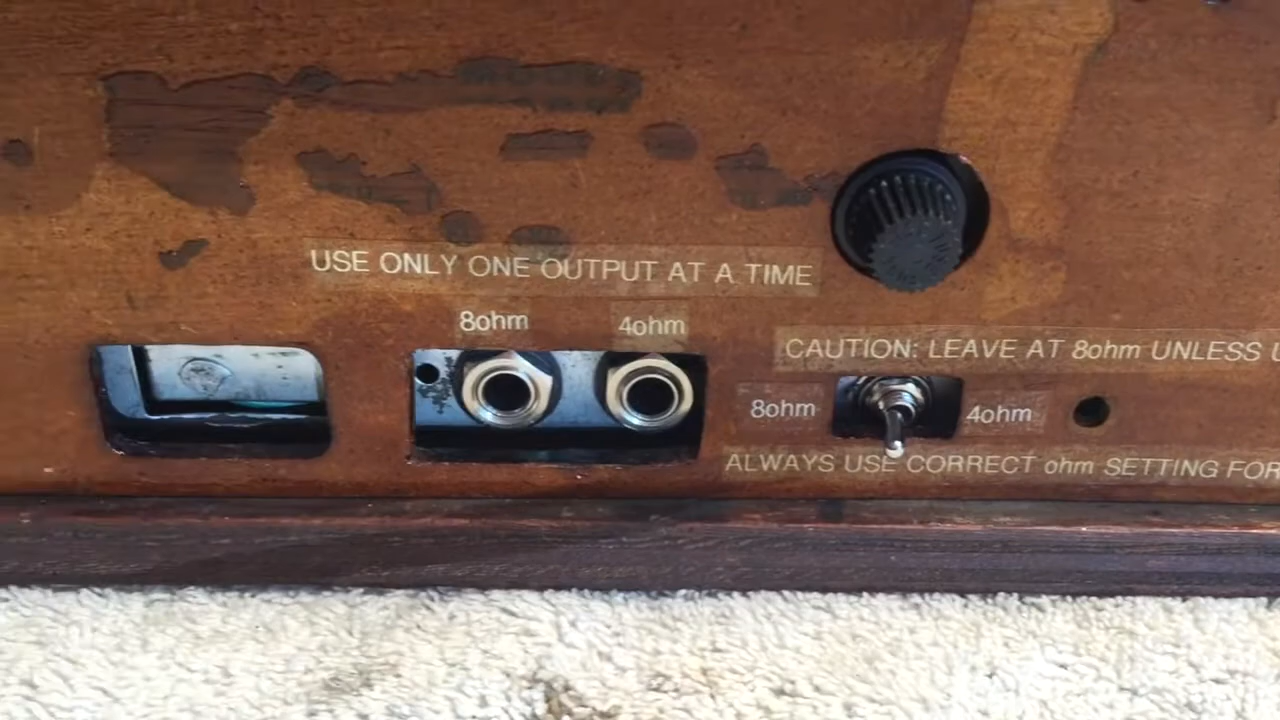 USE ONLY ONE OUTPUT AT A TIME
8ohm 4ohm
CAUTION: LEAVE AT 8ohm UNLESS
8ohm 4ohm
ALWAYS USE CORRECT ohm SETTING FOR